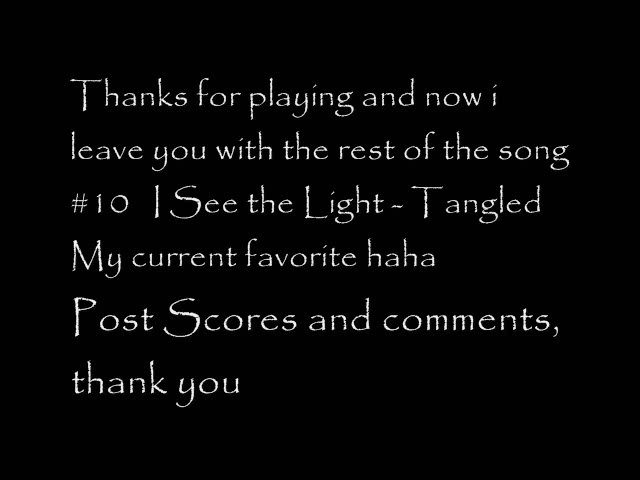 Thanks for playing and now i
leave you with the rest of the song
#10 I See the Light - Tangled
My current favorite haha
Post Scores and comments,
thank you